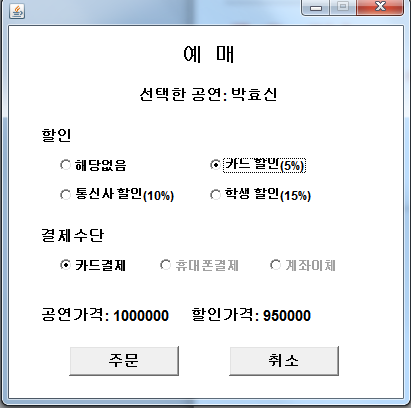 예 매
선택한 공연: 박효신
할인
해당없음 카드 할인(5%)
통신사 할인(10%) 학생 할인(15%)
결제수단
카드결제 휴대폰결제 계좌이체
공연가격: 1000000 할인가격: 950000
주문 취소